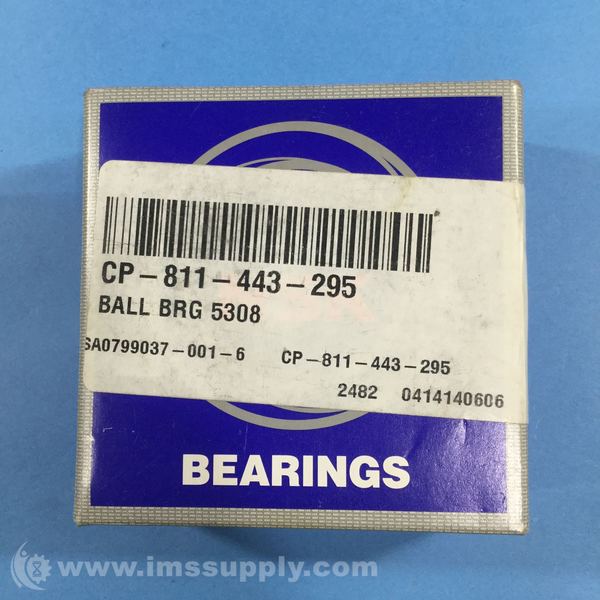 CP-811-443-295
BALL BRG 5308
SA0799037-001-6 CP-811-443-295
2482 0414140606
BEARINGS
www.imssupply.com